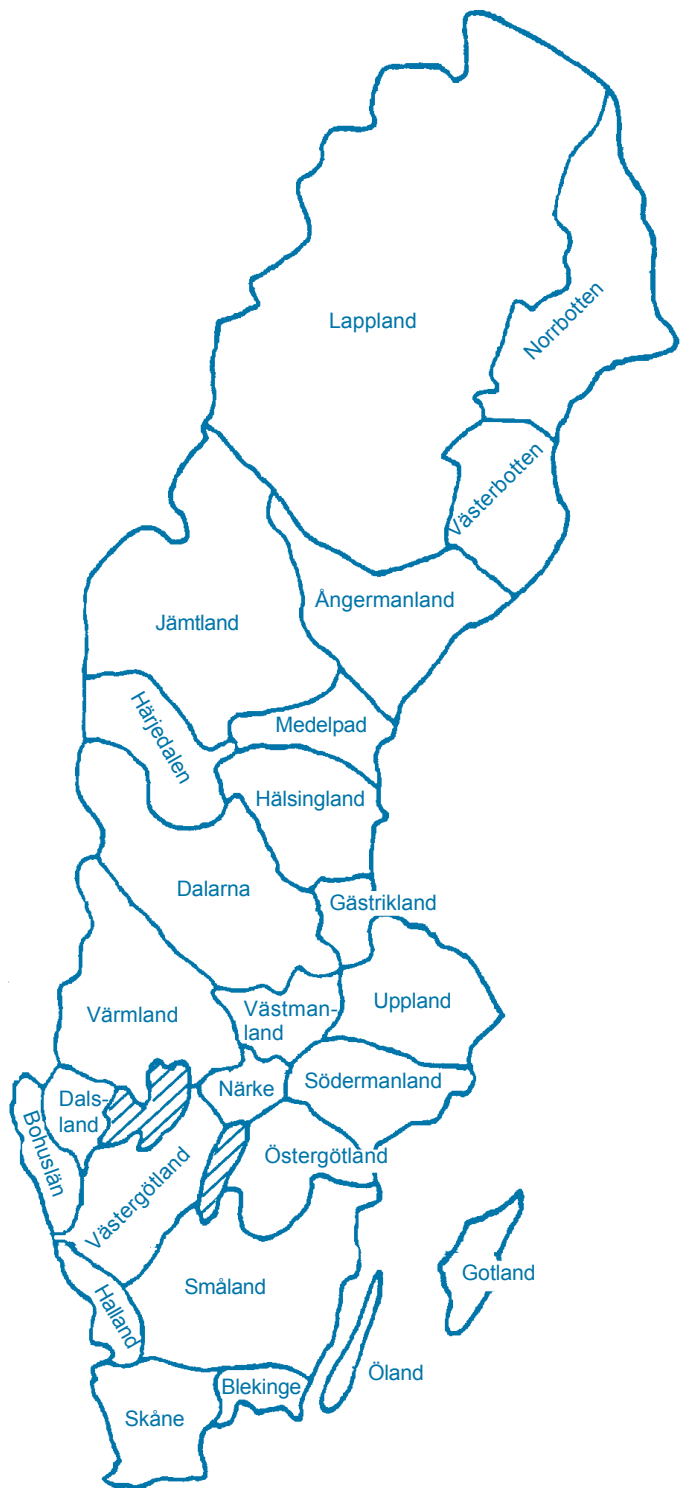 Lappland
Norrbotten
Västerbotten
Ångermanland
Jämtland
Härjedalen
Medelpad
Hälsingland
Dalarna
Gästrikland
Värmland
Västman-
land
Uppland
Dals-
land
Närke
Södermanland
Bohuslän
Västergötland
Östergötland
Gotland
Småland
Halland
Öland
Blekinge
Skåne